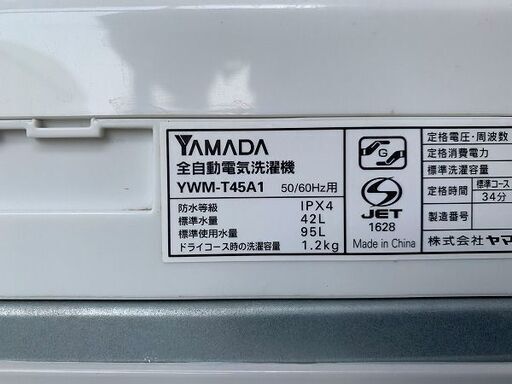 YAMADA
全自動電気洗濯機
YWM-T45A1 50/60Hz用
防水等級 IPX4
標準水量 42L
標準使用水量 95L
ドライコース時の洗濯容量 1.2kg
G
S
JET
1628
Made in China
定格電圧・周波数
定格消費電力
標準洗濯容量
定格時間 標準コース
34分
製造番号
株式会社ヤマ